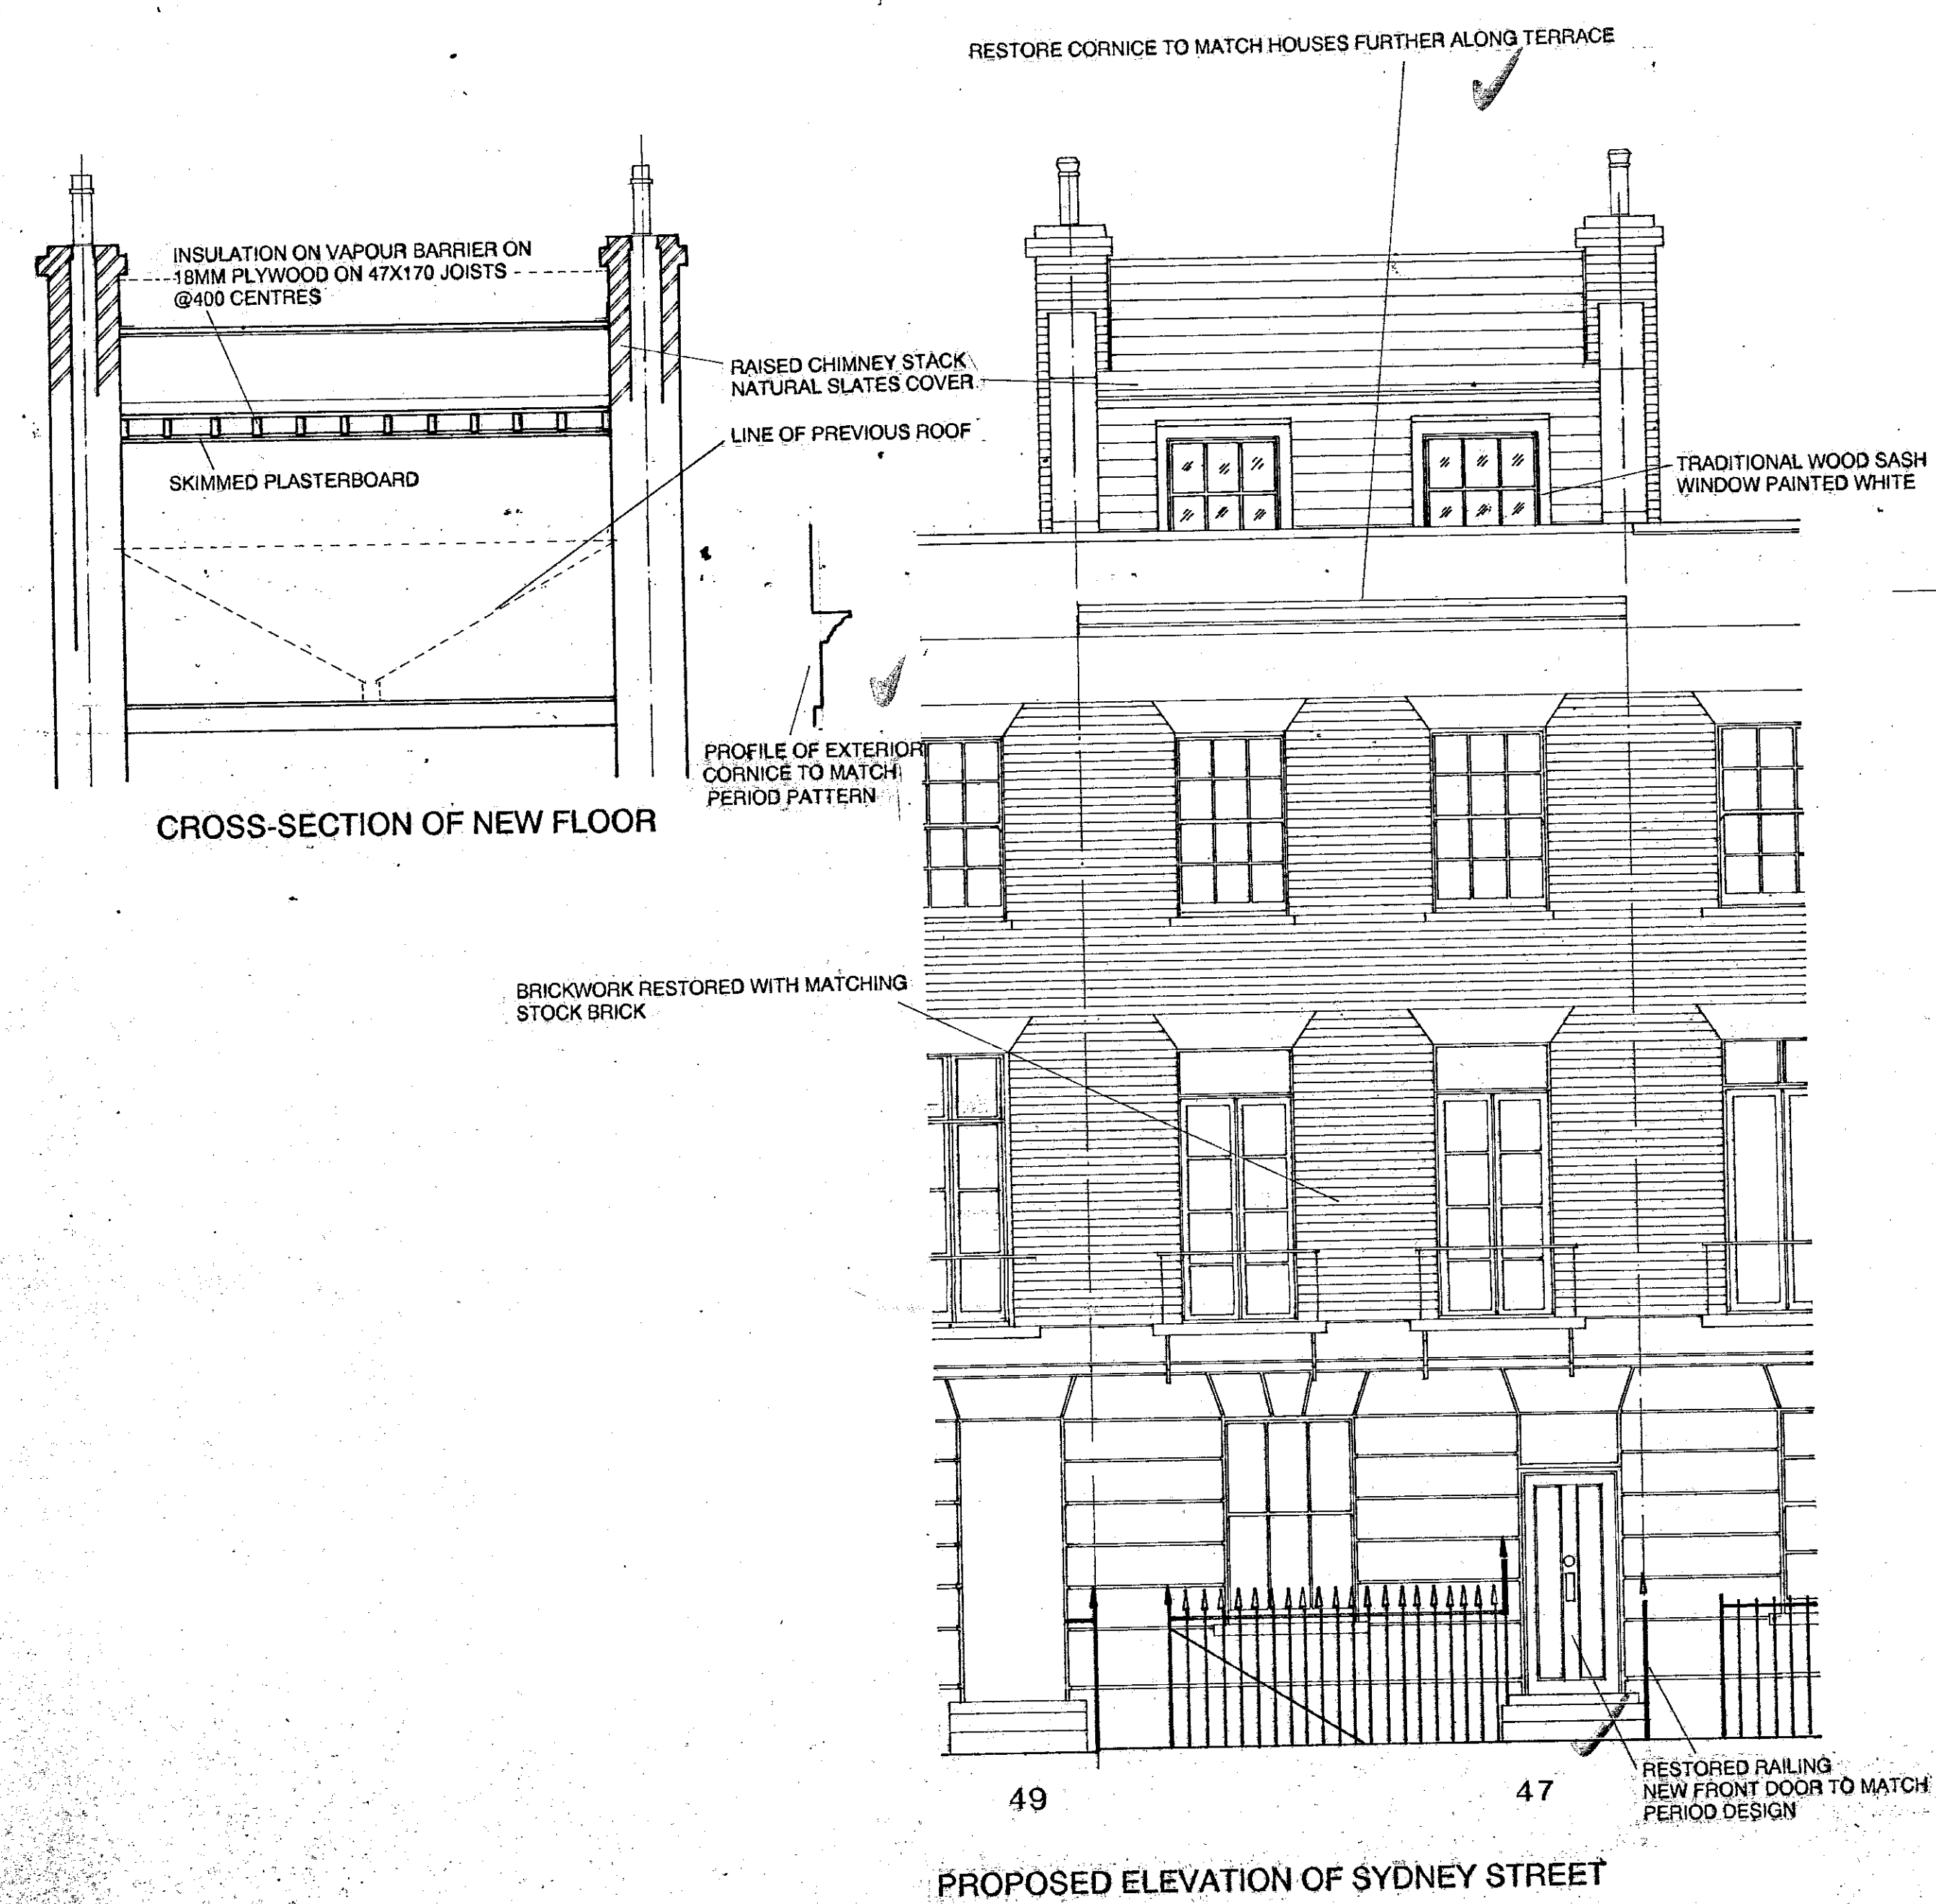 RESTORE CORNICE TO MATCH HOUSES FURTHER ALONG TERRACE
INSULATION ON VAPOUR BARRIER ON
18MM PLYWOOD ON 47X170 JOISTS
@400 CENTRES
RAISED CHIMNEY STACK
NATURAL SLATES COVER
LINE OF PREVIOUS ROOF
SKIMMED PLASTERBOARD
TRADITIONAL WOOD SASH
WINDOW PAINTED WHITE
PROFILE OF EXTERIOR
CORNICE TO MATCH
PERIOD PATTERN
CROSS-SECTION OF NEW FLOOR
BRICKWORK RESTORED WITH MATCHING
STOCK BRICK
49
47
RESTORED RAILING
NEW FRONT DOOR TO MATCH
PERIOD DESIGN
PROPOSED ELEVATION OF SYDNEY STREET